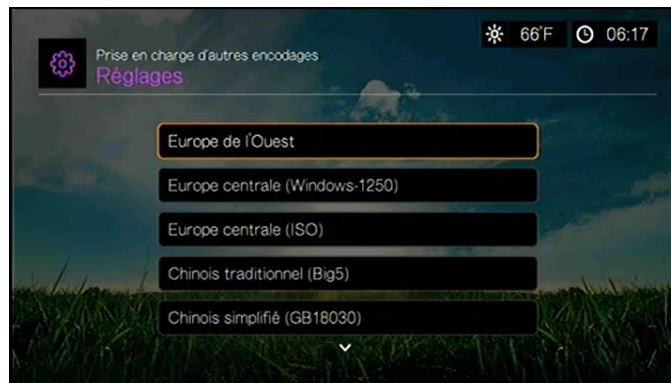 66°F 06:17
Prise en charge d'autres encodages
Réglages
Europe de l'Ouest
Europe centrale (Windows-1250)
Europe centrale (ISO)
Chinois traditionnel (Big5)
Chinois simplifié (GB18030)